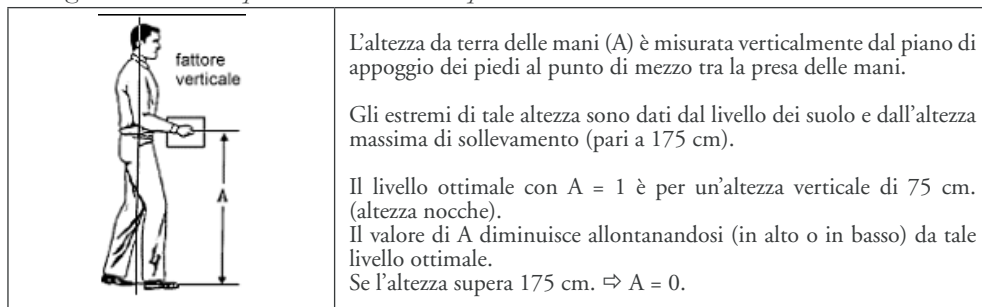 fattore
verticale
A
L'altezza da terra delle mani (A) è misurata verticalmente dal piano di
appoggio dei piedi al punto di mezzo tra la presa delle mani.
Gli estremi di tale altezza sono dati dal livello dei suolo e dall'altezza
massima di sollevamento (pari a 175 cm).
Il livello ottimale con A = 1 è per un'altezza verticale di 75 cm.
(altezza nocche).
Il valore di A diminuisce allontanandosi (in alto o in basso) da tale
livello ottimale.
Se l'altezza supera 175 cm. ⇨ A = 0.